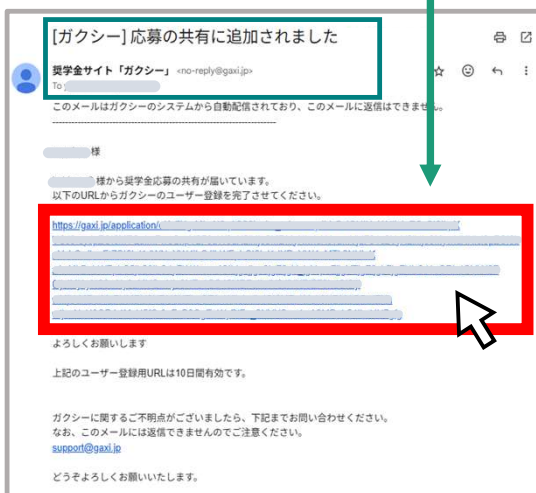 [ガクシー] 応募の共有に追加されました
奨学金サイト「ガクシー」 <no-reply@gaxi.jp>
To
このメールはガクシーのシステムから自動配信されており、このメールに返信はできません。
様
様から奨学金応募の共有が届いています。
以下のURLからガクシーのユーザー登録を完了させてください。
https://gaxi.jp/application/
よろしくお願いします
上記のユーザー登録用URLは10日間有効です。
ガクシーに関するご不明点がございましたら、下記までお問い合わせください。
なお、このメールには返信できませんのでご注意ください。
support@gaxi.jp
どうぞよろしくお願いいたします。